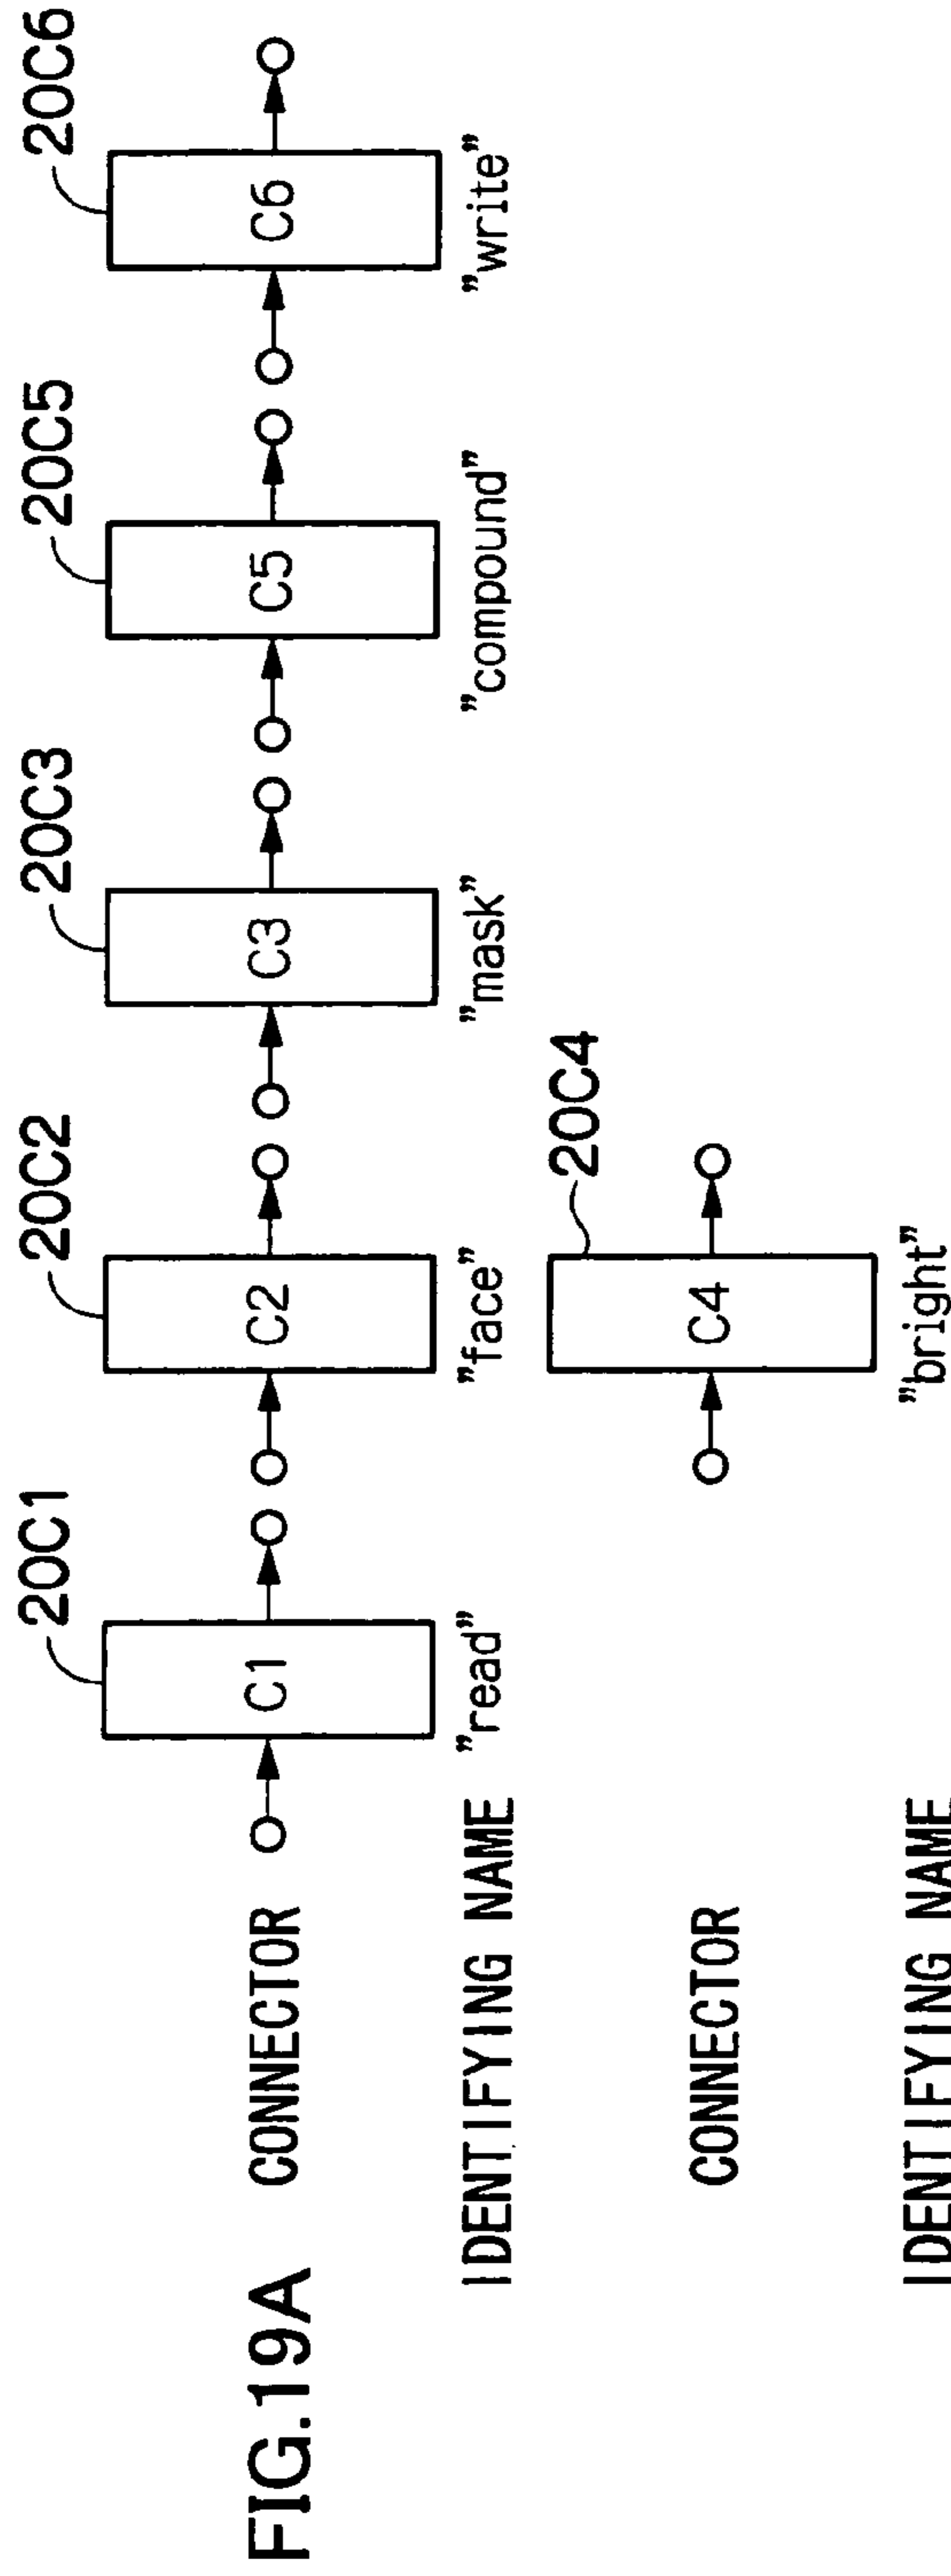 20C1 20C2 20C3 20C5 20C6
FIG.19A CONNECTOR C1 C2 C3 C5 C6
IDENTIFYING NAME "read" "face" "mask" "compound" "write"
20C4
CONNECTOR C4
IDENTIFYING NAME "bright"